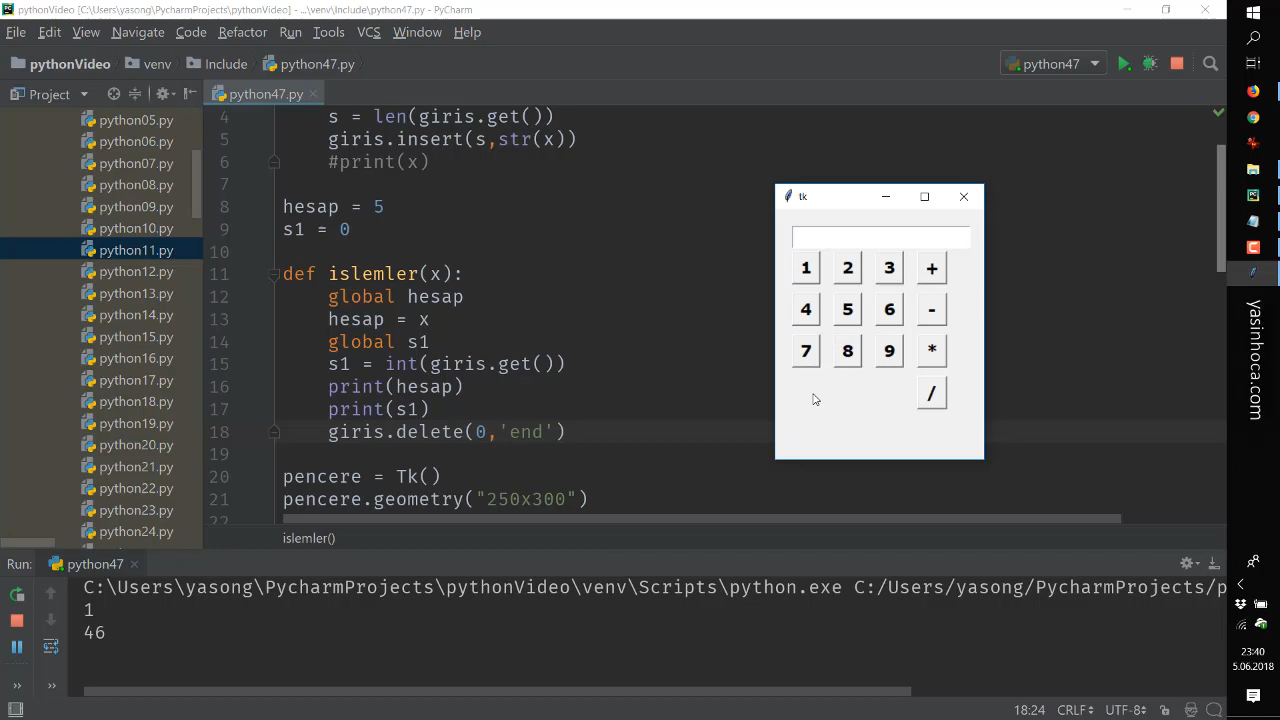 pythonVideo [C:\Users\yasong\PycharmProjects\pythonVideo] - ...\venv\Include\python47.py - PyCharm
File Edit View Navigate Code Refactor Run Tools VCS Window Help
pythonVideo venv Include python47.py
python47
Project
python47.py
python05.py
python06.py
python07.py
python08.py
python09.py
python10.py
python11.py
python12.py
python13.py
python14.py
python15.py
python16.py
python17.py
python18.py
python19.py
python20.py
python21.py
python22.py
python23.py
python24.py
4 s = len(giris.get())
5 giris.insert(s,str(x))
6 #print(x)
7
8 hesap = 5
9 s1 = 0
10
11 def islemler(x):
12 global hesap
13 hesap = x
14 global s1
15 s1 = int(giris.get())
16 print(hesap)
17 print(s1)
18 giris.delete(0,'end')
19
20 pencere = Tk()
21 pencere.geometry("250x300")
22
islemler()
tk
1 2 3 +
4 5 6 -
7 8 9 *
/
Run: python47
C:\Users\yasong\PycharmProjects\pythonVideo\venv\Scripts\python.exe C:/Users/yasong/PycharmProjects/p
1
46
18:24 CRLF UTF-8
yasinhoca.com
23:40
5.06.2018